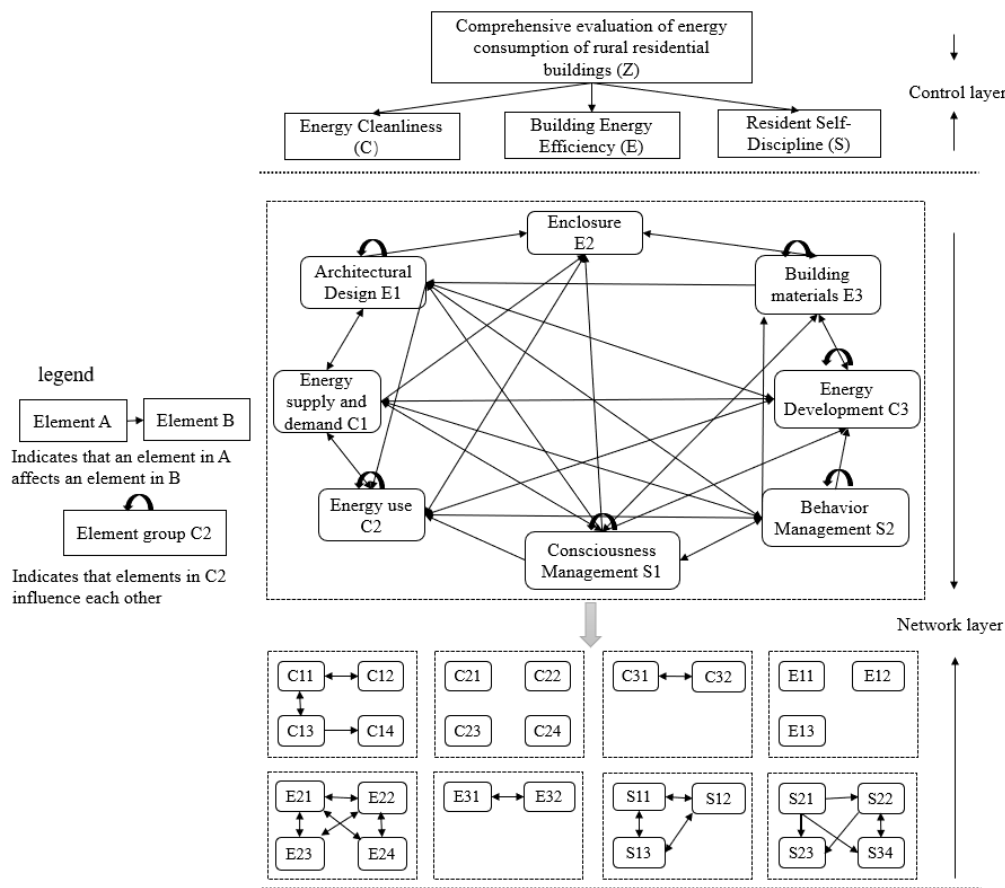 Comprehensive evaluation of energy
consumption of rural residential
buildings (Z)
Control layer
Energy Cleanliness
(C)
Building Energy
Efficiency (E)
Resident Self-
Discipline (S)
Enclosure
E2
Architectural
Design E1
Building
materials E3
legend
Energy
supply and
demand C1
Energy
Development C3
Element A
Element B
Indicates that an element in A
affects an element in B
Energy use
C2
Behavior
Management S2
Element group C2
Consciousness
Management S1
Indicates that elements in C2
influence each other
Network layer
C11
C12
C13
C14
C21
C22
C23
C24
C31
C32
E11
E12
E13
E21
E22
E23
E24
E31
E32
S11
S12
S13
S21
S22
S23
S34